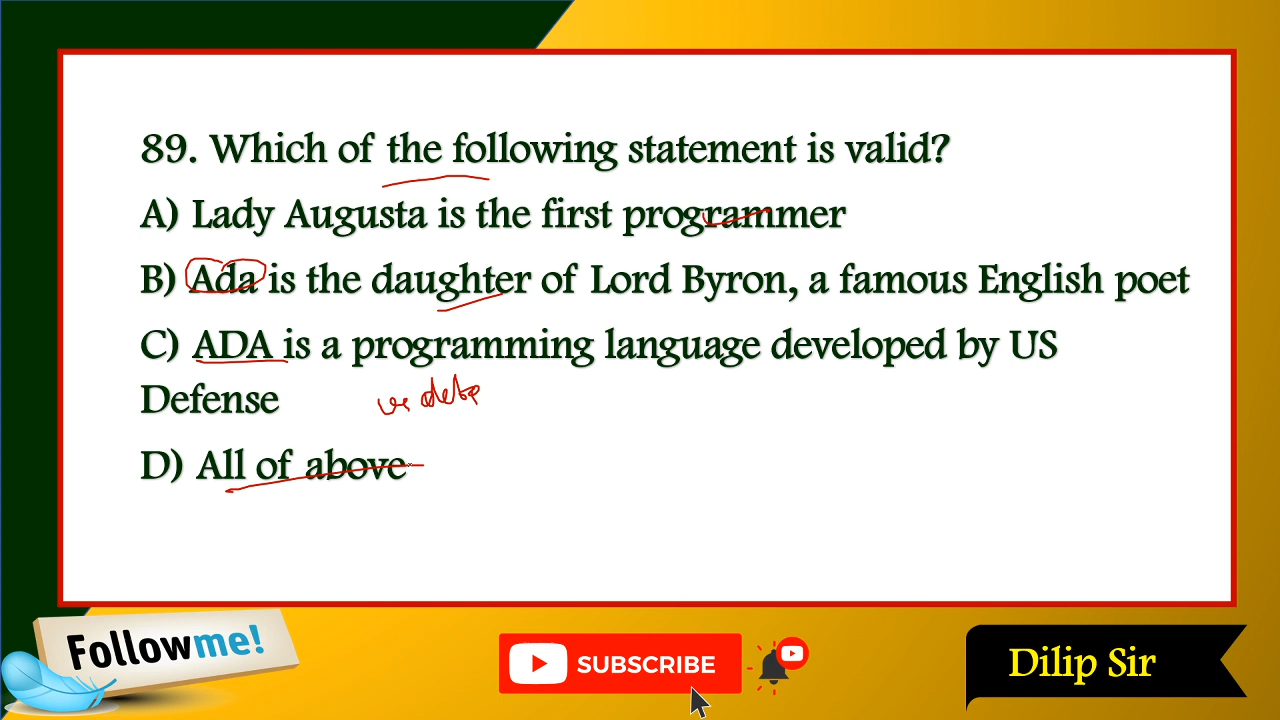 89. Which of the following statement is valid?
A) Lady Augusta is the first programmer
B) Ada is the daughter of Lord Byron, a famous English poet
C) ADA is a programming language developed by US
Defense
D) All of above
Followme!
SUBSCRIBE
Dilip Sir